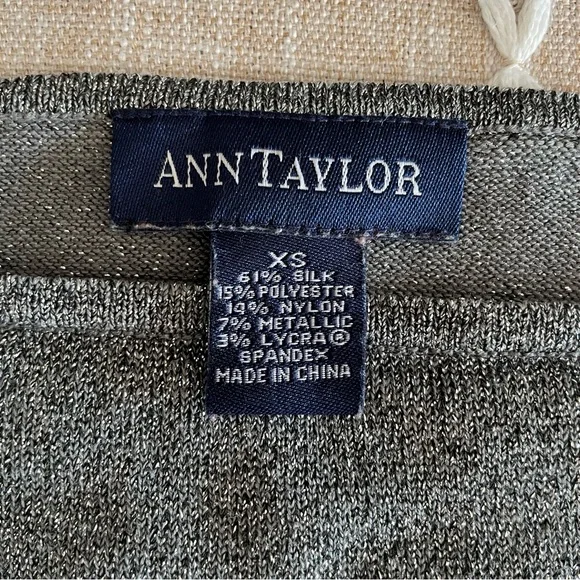 ANNTAYLOR
XS
61% SILK
15% POLYESTER
14% NYLON
7% METALLIC
3% LYCRA®
SPANDEX
MADE IN CHINA